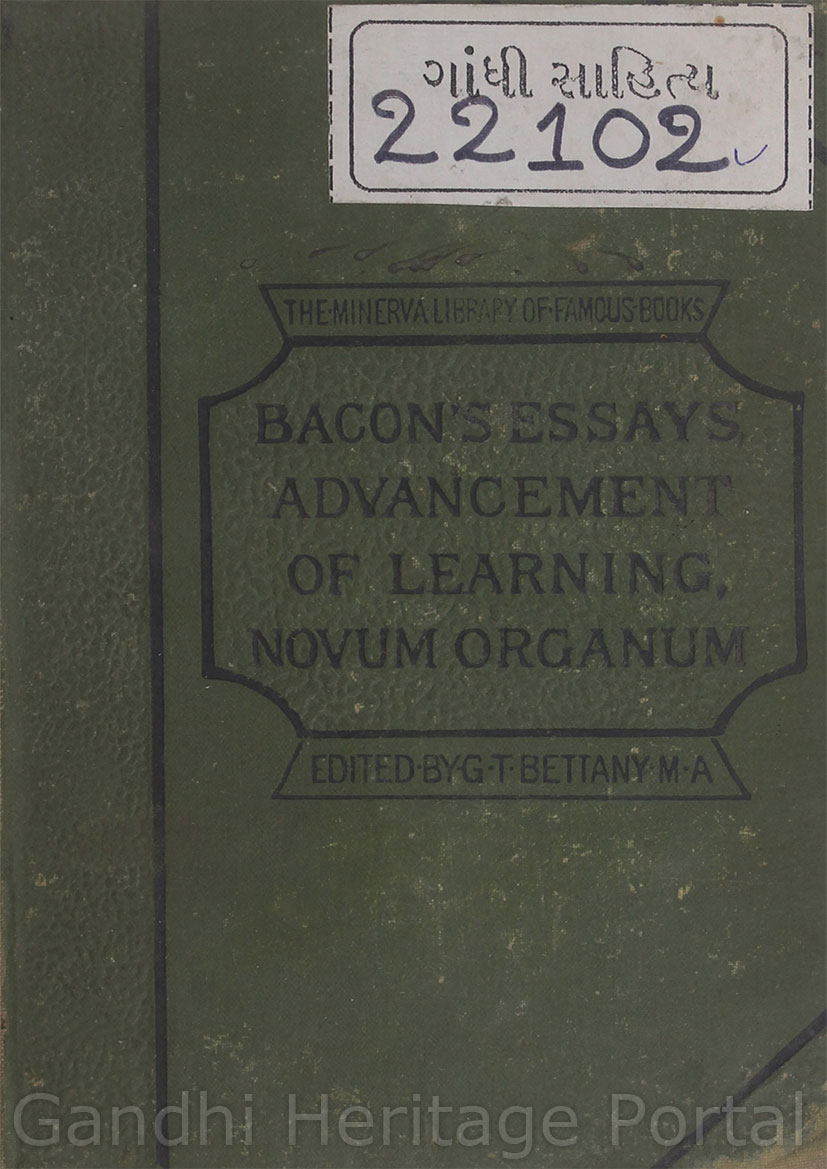 ગાંધી સાહિત્ય
22102
THE·MINERVA LIBRARY OF·FAMOUS·BOOKS
BACON'S ESSAYS,
ADVANCEMENT
OF LEARNING,
NOVUM ORGANUM
EDITED·BY·G·T·BETTANY·M·A
Gandhi Heritage Portal